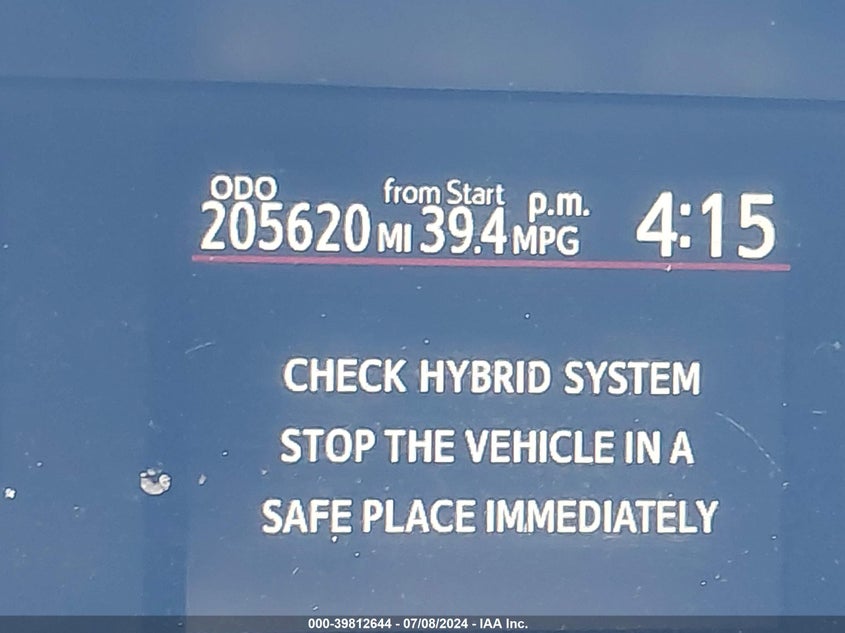 ODO from Start p.m.
205620 MI 39.4 MPG 4:15
CHECK HYBRID SYSTEM
STOP THE VEHICLE IN A
SAFE PLACE IMMEDIATELY
000-39812644 - 07/08/2024 - IAA Inc.